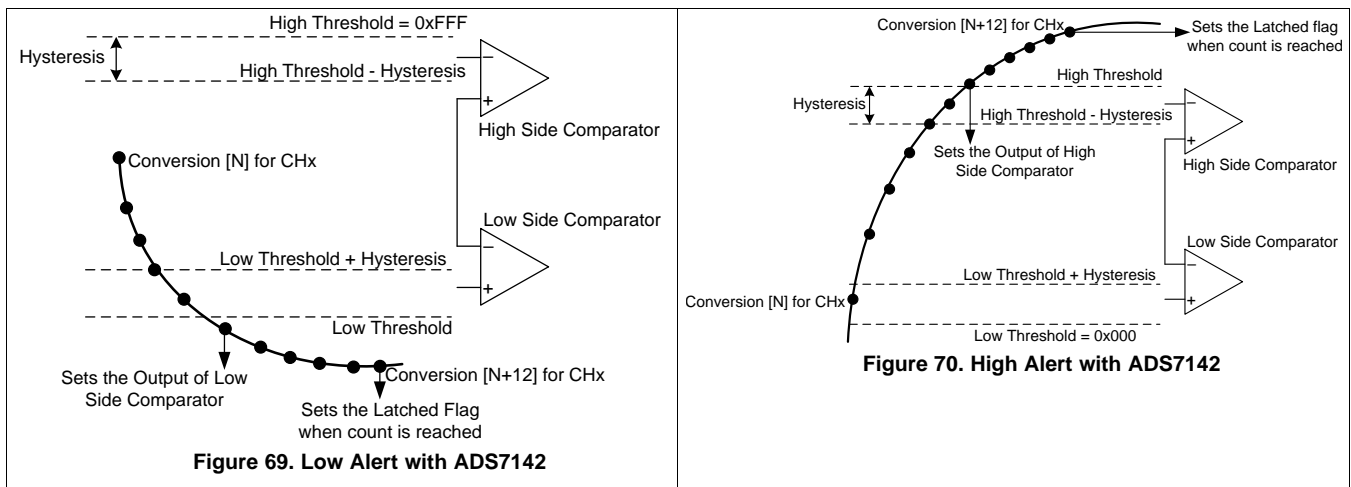 High Threshold = 0xFFF
Hysteresis
High Threshold - Hysteresis
−
+
High Side Comparator
Conversion [N] for CHx
Low Side Comparator
−
Low Threshold + Hysteresis
+
Low Threshold
Sets the Output of Low
Side Comparator
Conversion [N+12] for CHx
Sets the Latched Flag
when count is reached
Figure 69. Low Alert with ADS7142
Conversion [N+12] for CHx
Sets the Latched flag
when count is reached
High Threshold
Hysteresis
High Threshold - Hysteresis
−
+
Sets the Output of High
Side Comparator
High Side Comparator
Low Side Comparator
−
Low Threshold + Hysteresis
+
Conversion [N] for CHx
Low Threshold = 0x000
Figure 70. High Alert with ADS7142